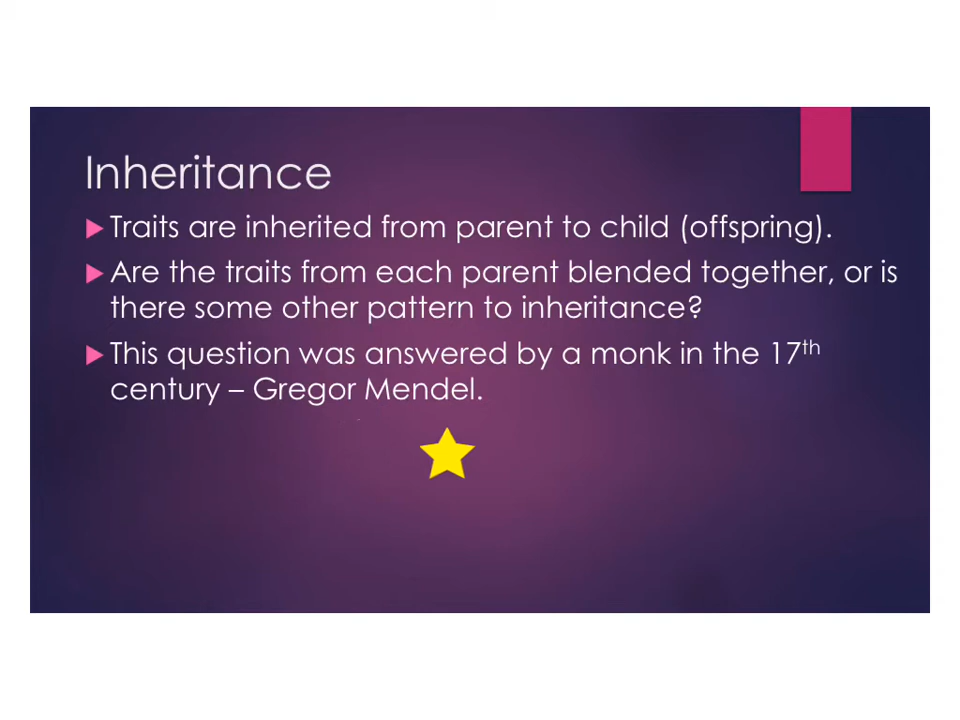 Inheritance
Traits are inherited from parent to child (offspring).
Are the traits from each parent blended together, or is
there some other pattern to inheritance?
This question was answered by a monk in the 17th
century – Gregor Mendel.